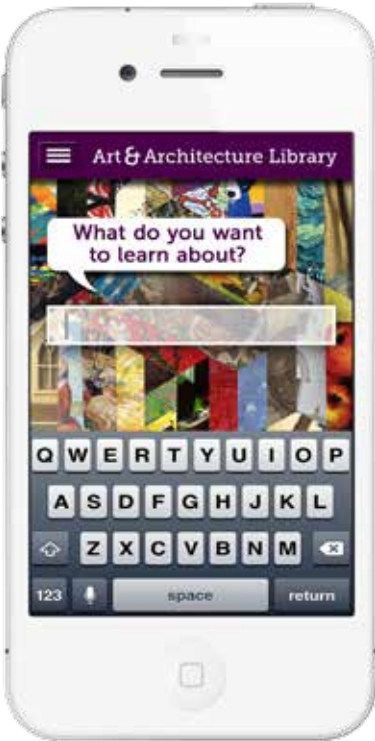 Art & Architecture Library
What do you want
to learn about?
Q W E R T Y U I O P
A S D F G H J K L
Z X C V B N M
123 space return